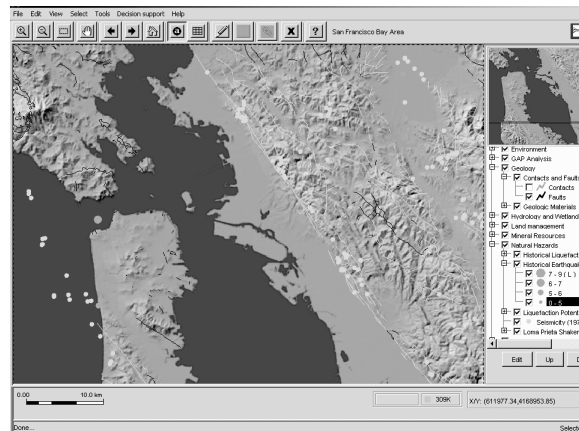 File Edit View Select Tools Decision support Help
San Francisco Bay Area
Environment
GAP Analysis
Geology
Contacts and Fault
Contacts
Faults
Geologic Materials
Hydrology and Wetland
Land management
Mineral Resources
Natural Hazards
Historical Liquefact
Historical Earthquai
7 - 9 ( L )
6 - 7
5 - 6
0 - 5
Liquefaction Potent
Seismicity (197
Loma Prieta Shaker
Edit Up D
0.00 10.0 km
309K
X/Y: (611977.34,4168953.85)
Done... Select